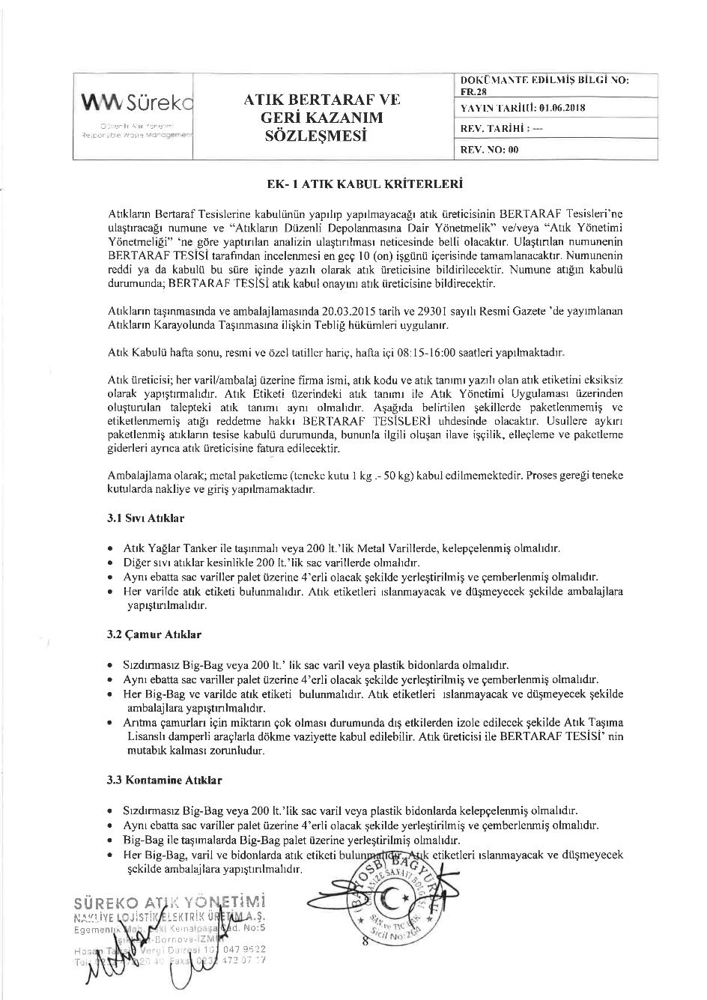 WW Süreko
Güvenilir Atık Yönetimi
Responsible Waste Management
ATIK BERTARAF VE
GERİ KAZANIM
SÖZLEŞMESİ
DOKÜMANTE EDİLMİŞ BİLGİ NO:
FR.28
YAYIN TARİHİ: 01.06.2018
REV. TARİHİ : ---
REV. NO: 00
EK- 1 ATIK KABUL KRİTERLERİ
Atıkların Bertaraf Tesislerine kabulünün yapılıp yapılmayacağı atık üreticisinin BERTARAF Tesisleri’ne
ulaştıracağı numune ve “Atıkların Düzenli Depolanmasına Dair Yönetmelik” ve/veya “Atık Yönetimi
Yönetmeliği” ‘ne göre yaptırılan analizin ulaştırılması neticesinde belli olacaktır. Ulaştırılan numunenin
BERTARAF TESİSİ tarafından incelenmesi en geç 10 (on) işgünü içerisinde tamamlanacaktır. Numunenin
reddi ya da kabulü bu süre içinde yazılı olarak atık üreticisine bildirilecektir. Numune atığın kabulü
durumunda; BERTARAF TESİSİ atık kabul onayını atık üreticisine bildirecektir.
Atıkların taşınmasında ve ambalajlamasında 20.03.2015 tarih ve 29301 sayılı Resmi Gazete ’de yayımlanan
Atıkların Karayolunda Taşınmasına ilişkin Tebliğ hükümleri uygulanır.
Atık Kabulü hafta sonu, resmi ve özel tatiller hariç, hafta içi 08:15-16:00 saatleri yapılmaktadır.
Atık üreticisi; her varil/ambalaj üzerine firma ismi, atık kodu ve atık tanımı yazılı olan atık etiketini eksiksiz
olarak yapıştırmalıdır. Atık Etiketi üzerindeki atık tanımı ile Atık Yönetimi Uygulaması üzerinden
oluşturulan talepteki atık tanımı aynı olmalıdır. Aşağıda belirtilen şekillerde paketlenmemiş ve
etiketlenmemiş atığı reddetme hakkı BERTARAF TESİSLERİ uhdesinde olacaktır. Usullere aykırı
paketlenmiş atıkların tesise kabulü durumunda, bununla ilgili oluşan ilave işçilik, elleçleme ve paketleme
giderleri ayrıca atık üreticisine fatura edilecektir.
Ambalajlama olarak; metal paketleme (teneke kutu 1 kg .- 50 kg) kabul edilmemektedir. Proses gereği teneke
kutularda nakliye ve giriş yapılmamaktadır.
3.1 Sıvı Atıklar
• Atık Yağlar Tanker ile taşınmalı veya 200 lt.’lik Metal Varillerde, kelepçelenmiş olmalıdır.
• Diğer sıvı atıklar kesinlikle 200 lt.’lik sac varillerde olmalıdır.
• Aynı ebatta sac variller palet üzerine 4’erli olacak şekilde yerleştirilmiş ve çemberlenmiş olmalıdır.
• Her varilde atık etiketi bulunmalıdır. Atık etiketleri ıslanmayacak ve düşmeyecek şekilde ambalajlara
yapıştırılmalıdır.
3.2 Çamur Atıklar
• Sızdırmasız Big-Bag veya 200 lt.’ lik sac varil veya plastik bidonlarda olmalıdır.
• Aynı ebatta sac variller palet üzerine 4’erli olacak şekilde yerleştirilmiş ve çemberlenmiş olmalıdır.
• Her Big-Bag ve varilde atık etiketi bulunmalıdır. Atık etiketleri ıslanmayacak ve düşmeyecek şekilde
ambalajlara yapıştırılmalıdır.
• Arıtma çamurları için miktarın çok olması durumunda dış etkilerden izole edilecek şekilde Atık Taşıma
Lisanslı damperli araçlarla dökme vaziyette kabul edilebilir. Atık üreticisi ile BERTARAF TESİSİ’ nin
mutabık kalması zorunludur.
3.3 Kontamine Atıklar
• Sızdırmasız Big-Bag veya 200 lt.’lik sac varil veya plastik bidonlarda kelepçelenmiş olmalıdır.
• Aynı ebatta sac variller palet üzerine 4’erli olacak şekilde yerleştirilmiş ve çemberlenmiş olmalıdır.
• Big-Bag ile taşımalarda Big-Bag palet üzerine yerleştirilmiş olmalıdır.
• Her Big-Bag, varil ve bidonlarda atık etiketi bulunmalıdır. Atık etiketleri ıslanmayacak ve düşmeyecek
şekilde ambalajlara yapıştırılmalıdır.
SÜREKO ATIK YÖNETİMİ
NAKLİYE LOJİSTİK ELEKTRİK ÜRETİM A.Ş.
Egemenlik Mah. Eski Kemalpaşa Cad. No:5
Bornova-İZMİR
Hasan Tahsin Vergi Dairesi 047 9522
Tel: Faks: 0232 472 07 17
(BAYOSB) BAĞYURDU
ORGANİZE SANAYİ BÖLGESİ
SAN ve TİC
Sicil No:264
8